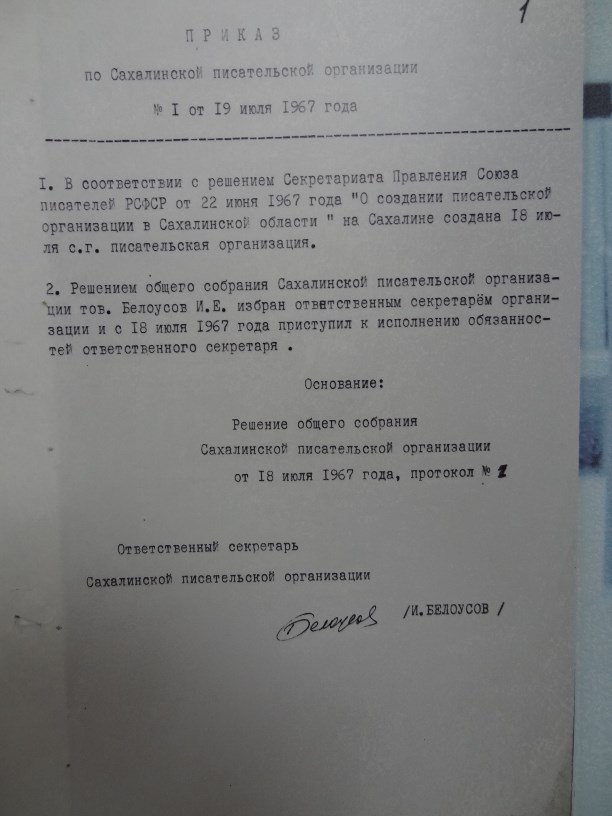 1
П Р И К А З
по Сахалинской писательской организации
№ I от I9 июля I967 года
I. В соответствии с решением Секретариата Правления Союза
писателей РСФСР от 22 июня I967 года "О создании писательской
организации в Сахалинской области " на Сахалине создана I8 ию-
ля с.г. писательская организация.
2. Решением общего собрания Сахалинской писательской организа-
ции тов. Белоусов И.Е. избран ответственным секретарём органи-
зации и с I8 июля I967 года приступил к исполнению обязаннос-
тей ответственного секретаря .
Основание:
Решение общего собрания
Сахалинской писательской организации
от I8 июля I967 года, протокол № 1
Ответственный секретарь
Сахалинской писательской организации
Белоусов /И.БЕЛОУСОВ /